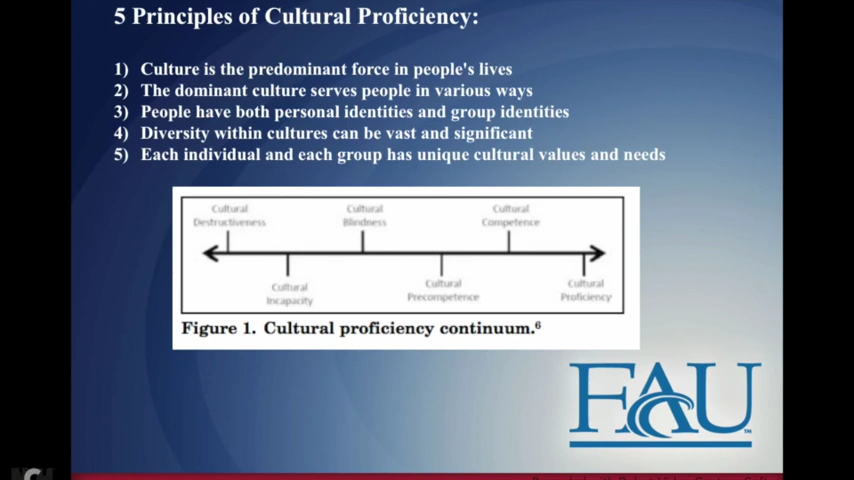 5 Principles of Cultural Proficiency:
1) Culture is the predominant force in people's lives
2) The dominant culture serves people in various ways
3) People have both personal identities and group identities
4) Diversity within cultures can be vast and significant
5) Each individual and each group has unique cultural values and needs
Cultural
Destructiveness
Cultural
Blindness
Cultural
Competence
Cultural
Incapacity
Cultural
Precompetence
Cultural
Proficiency
Figure 1. Cultural proficiency continuum.6
FAU
TM